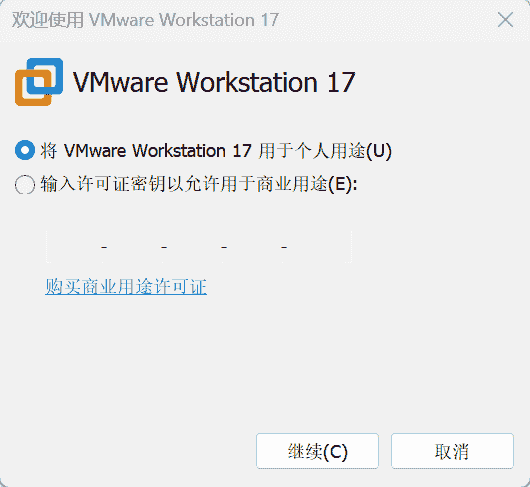 欢迎使用 VMware Workstation 17
VMware Workstation 17
将 VMware Workstation 17 用于个人用途(U)
输入许可证密钥以允许用于商业用途(E):
- - - -
购买商业用途许可证
继续(C)
取消